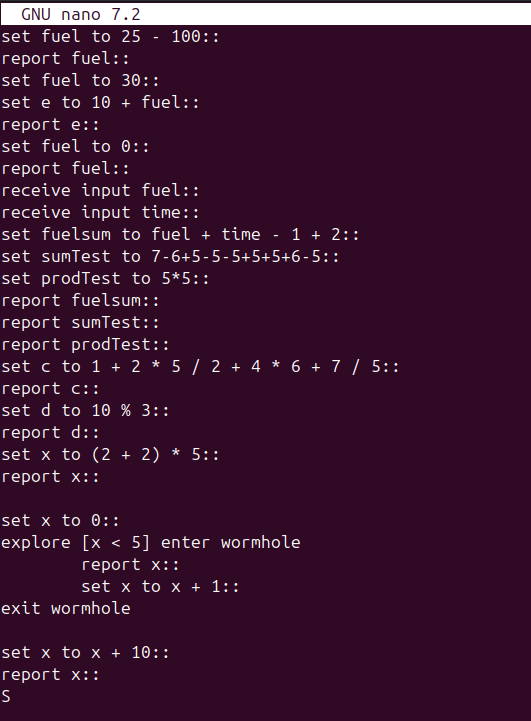 GNU nano 7.2
set fuel to 25 - 100::
report fuel::
set fuel to 30::
set e to 10 + fuel::
report e::
set fuel to 0::
report fuel::
receive input fuel::
receive input time::
set fuelsum to fuel + time - 1 + 2::
set sumTest to 7-6+5-5-5+5+5+6-5::
set prodTest to 5*5::
report fuelsum::
report sumTest::
report prodTest::
set c to 1 + 2 * 5 / 2 + 4 * 6 + 7 / 5::
report c::
set d to 10 % 3::
report d::
set x to (2 + 2) * 5::
report x::
set x to 0::
explore [x < 5] enter wormhole
report x::
set x to x + 1::
exit wormhole
set x to x + 10::
report x::
S